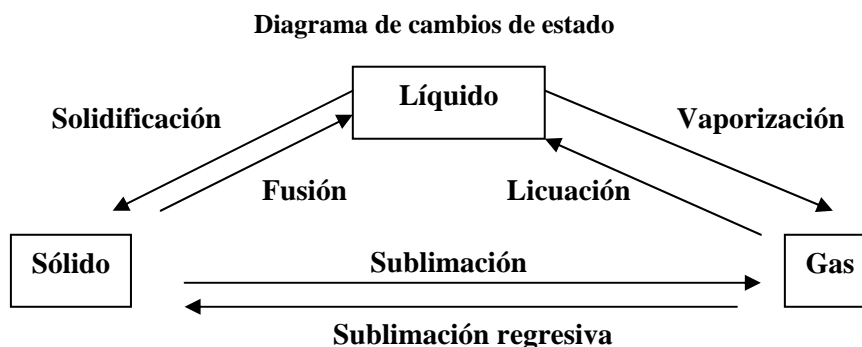 Diagrama de cambios de estado
Líquido
Solidificación
Vaporización
Fusión
Licuación
Sólido
Sublimación
Gas
Sublimación regresiva